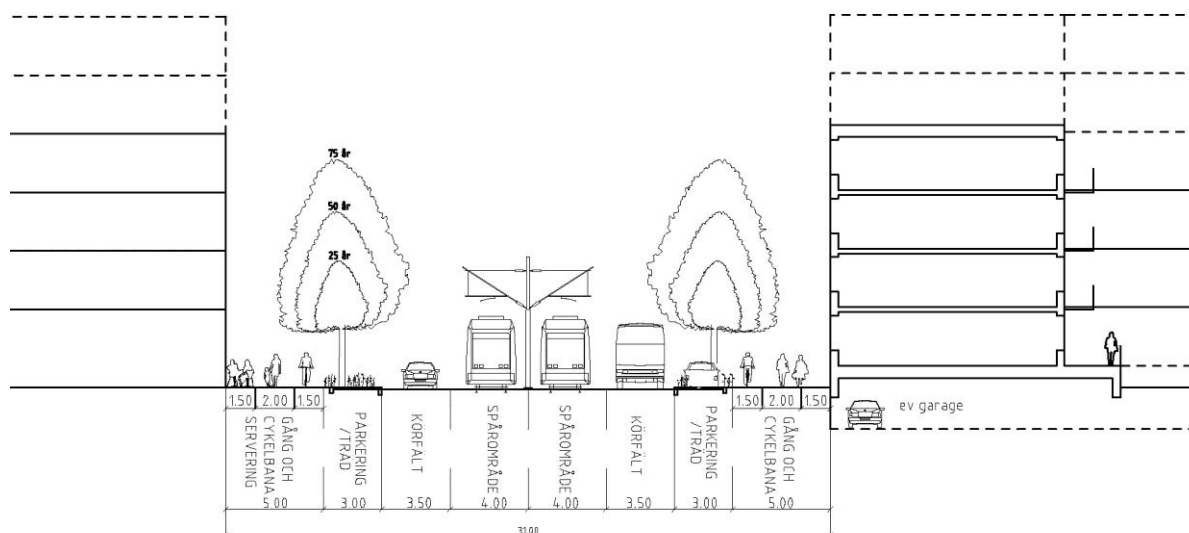 75 år
50 år
25 år
ev garage
1.50 2.00 1.50
1.50 2.00 1.50
GÅNG OCH
CYKELBANA
SERVERING
5.00
PARKERING
/TRÄD
3.00
KÖRFÄLT
3.50
SPÅROMRÅDE
4.00
SPÅROMRÅDE
4.00
KÖRFÄLT
3.50
PARKERING
/TRÄD
3.00
GÅNG OCH
CYKELBANA
5.00
31.00